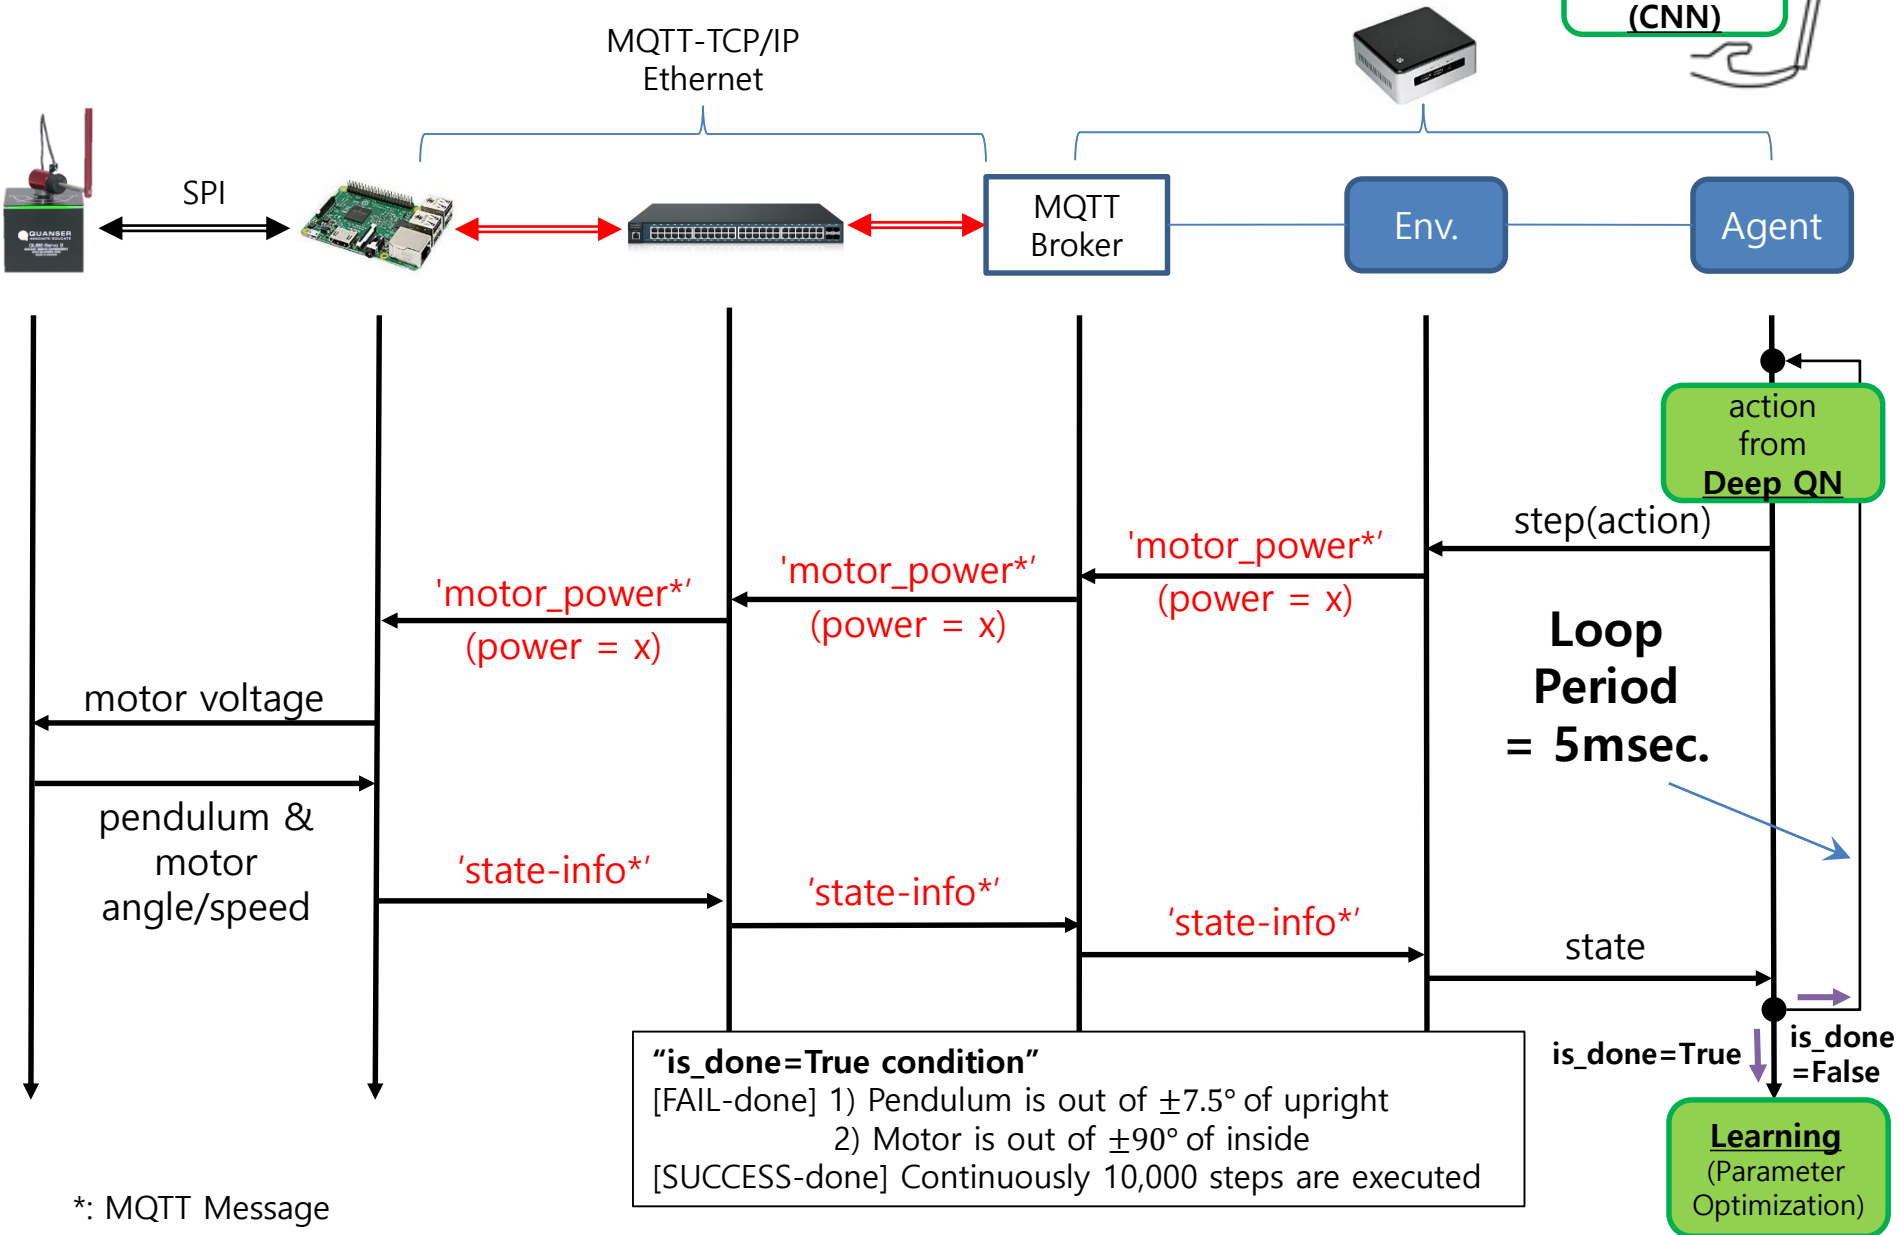 (CNN)
MQTT-TCP/IP
Ethernet
SPI
QUANSER
MQTT
Broker
Env.
Agent
action
from
Deep QN
step(action)
'motor_power*'
(power = x)
'motor_power*'
(power = x)
'motor_power*'
(power = x)
Loop
Period
= 5msec.
motor voltage
pendulum &
motor
angle/speed
'state-info*'
'state-info*'
'state-info*'
state
is_done=True
is_done
=False
“is_done=True condition”
[FAIL-done] 1) Pendulum is out of ±7.5° of upright
2) Motor is out of ±90° of inside
[SUCCESS-done] Continuously 10,000 steps are executed
Learning
(Parameter
Optimization)
*: MQTT Message